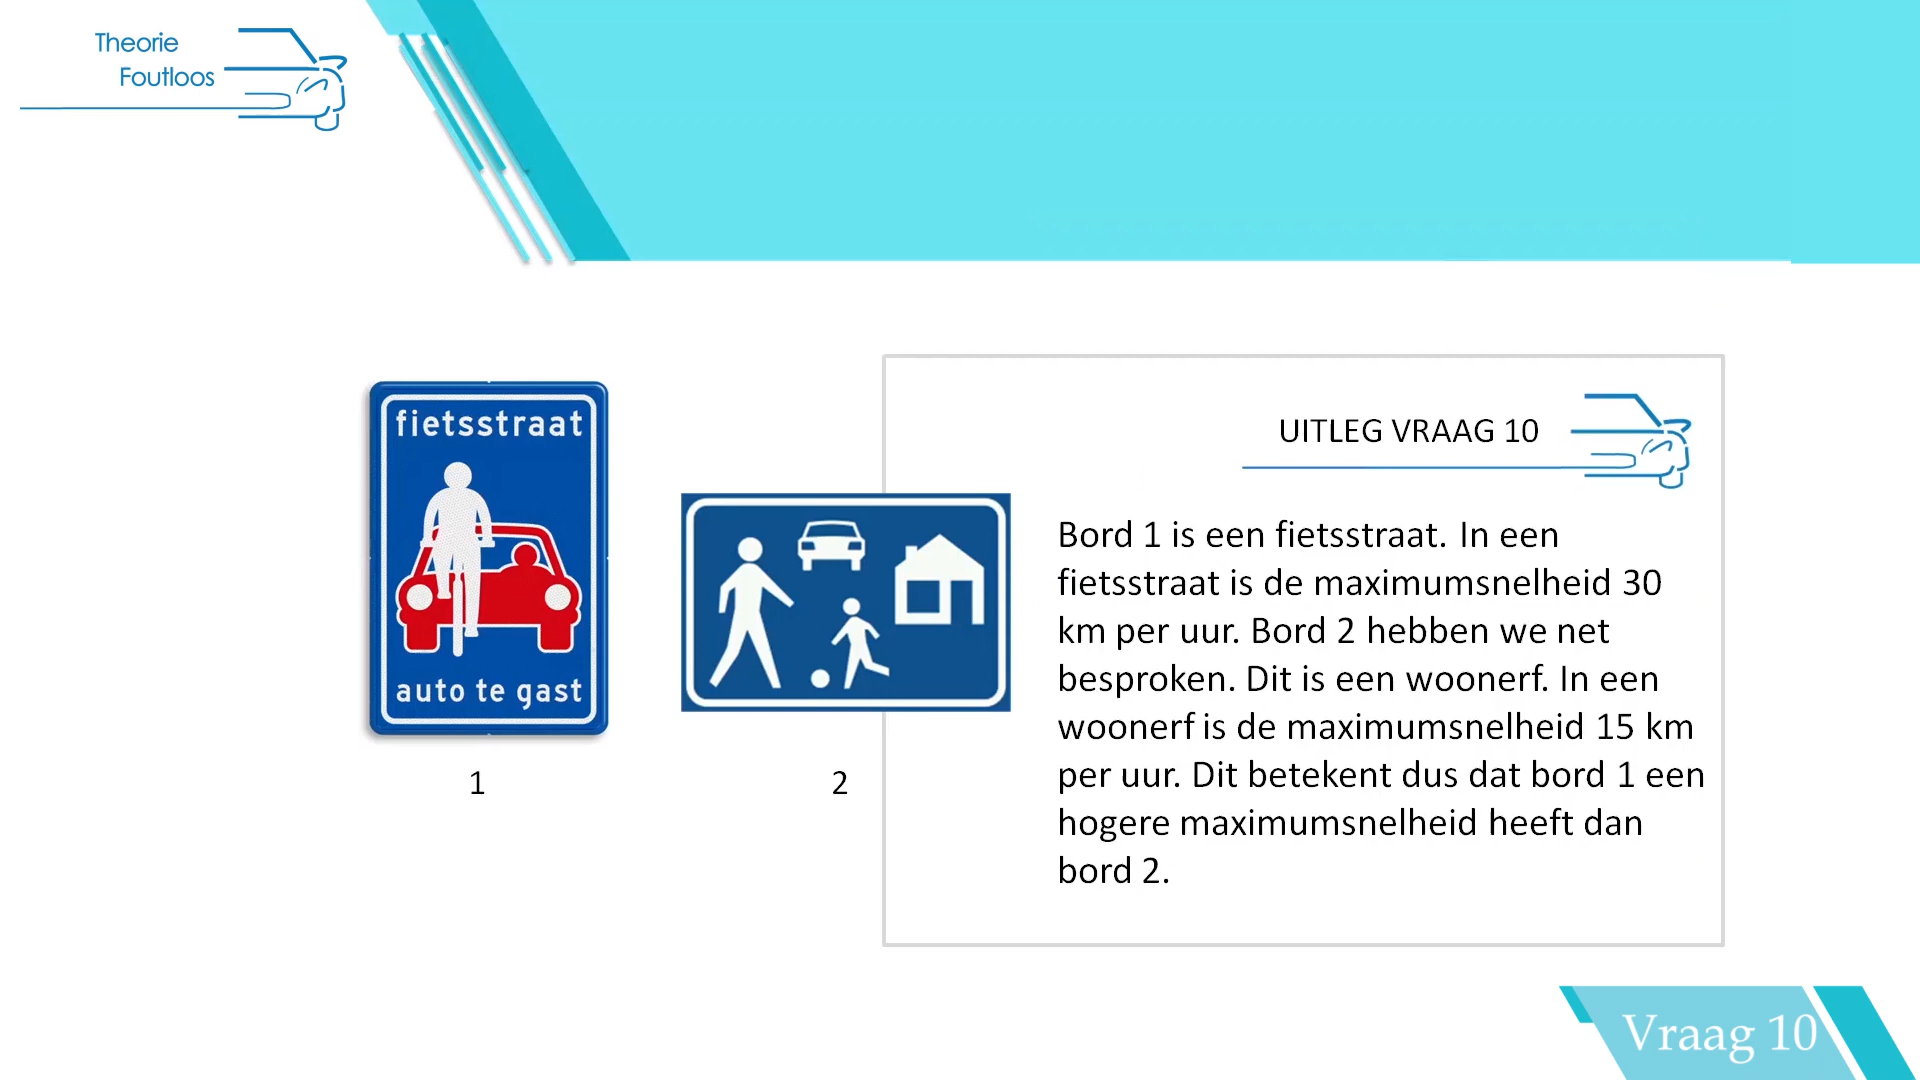 Theorie
Foutloos
fietsstraat
auto te gast
1
2
UITLEG VRAAG 10
Bord 1 is een fietsstraat. In een
fietsstraat is de maximumsnelheid 30
km per uur. Bord 2 hebben we net
besproken. Dit is een woonerf. In een
woonerf is de maximumsnelheid 15 km
per uur. Dit betekent dus dat bord 1 een
hogere maximumsnelheid heeft dan
bord 2.
Vraag 10